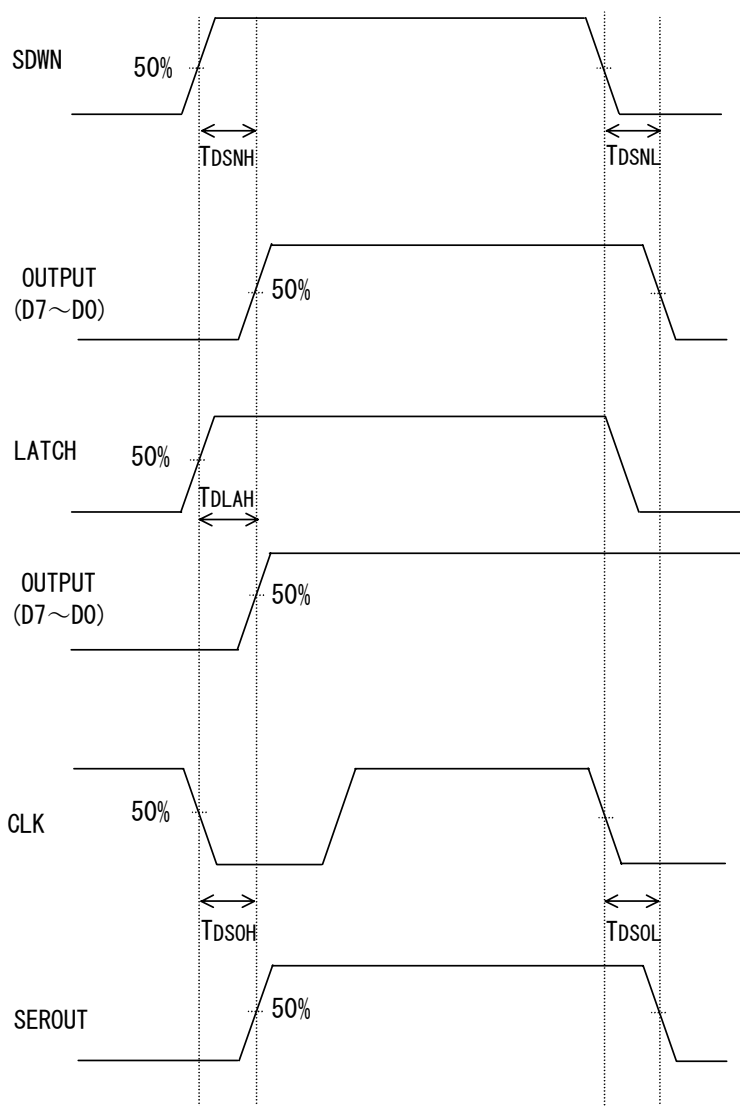 SDWN
50%
TDSNH
TDSNL
OUTPUT
(D7～D0)
50%
LATCH
50%
TDLAH
OUTPUT
(D7～D0)
50%
50%
CLK
TDSOH
TDSOL
50%
SEROUT